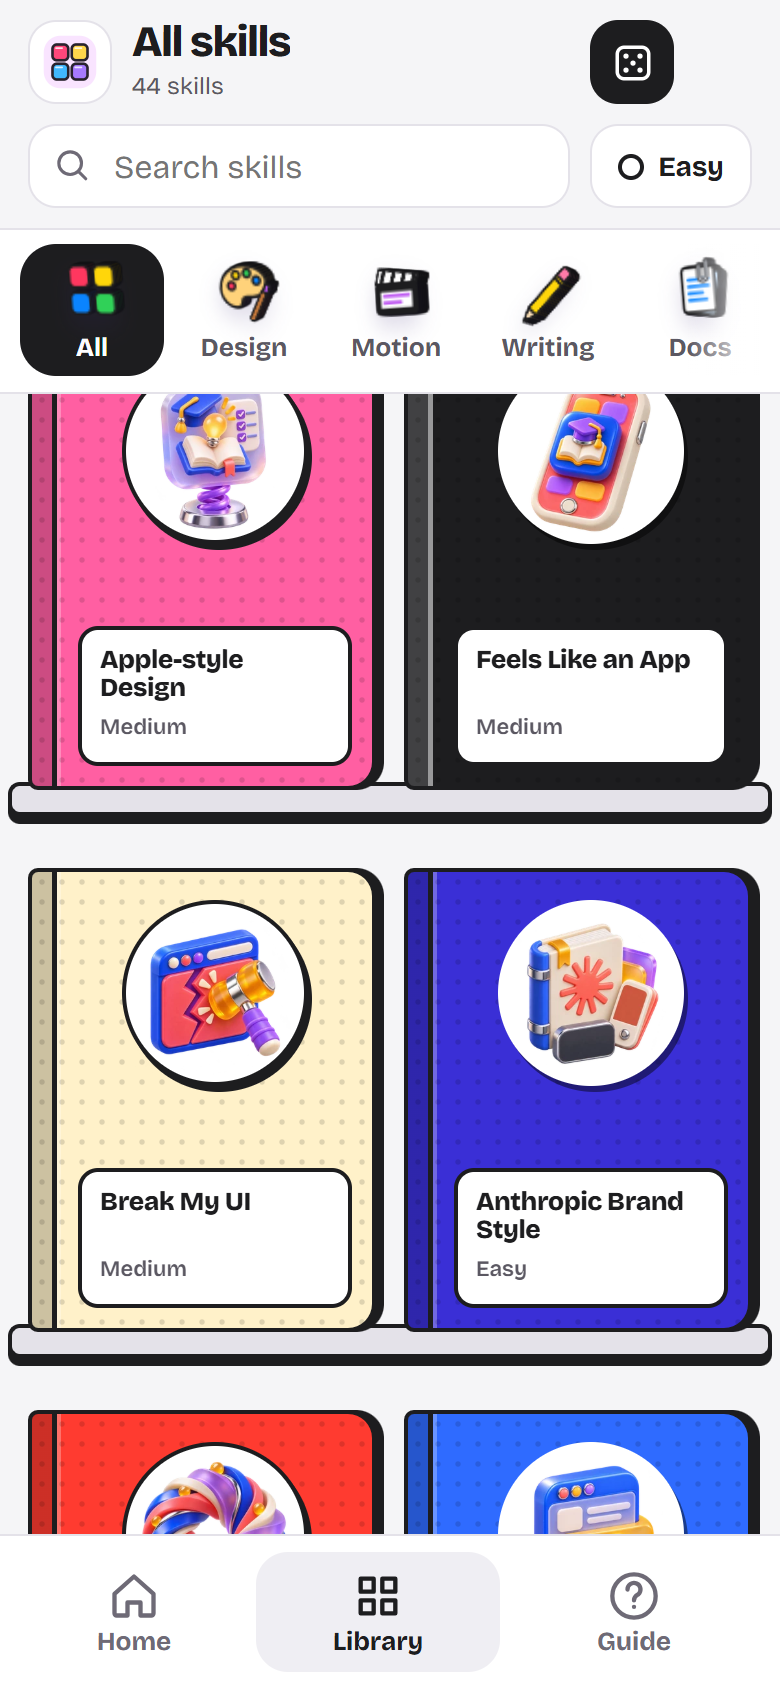 All skills
44 skills
Search skills
Easy
All
Design
Motion
Writing
Docs
Apple-style
Design
Medium
Feels Like an App
Medium
Break My UI
Medium
Anthropic Brand
Style
Easy
Home
Library
Guide